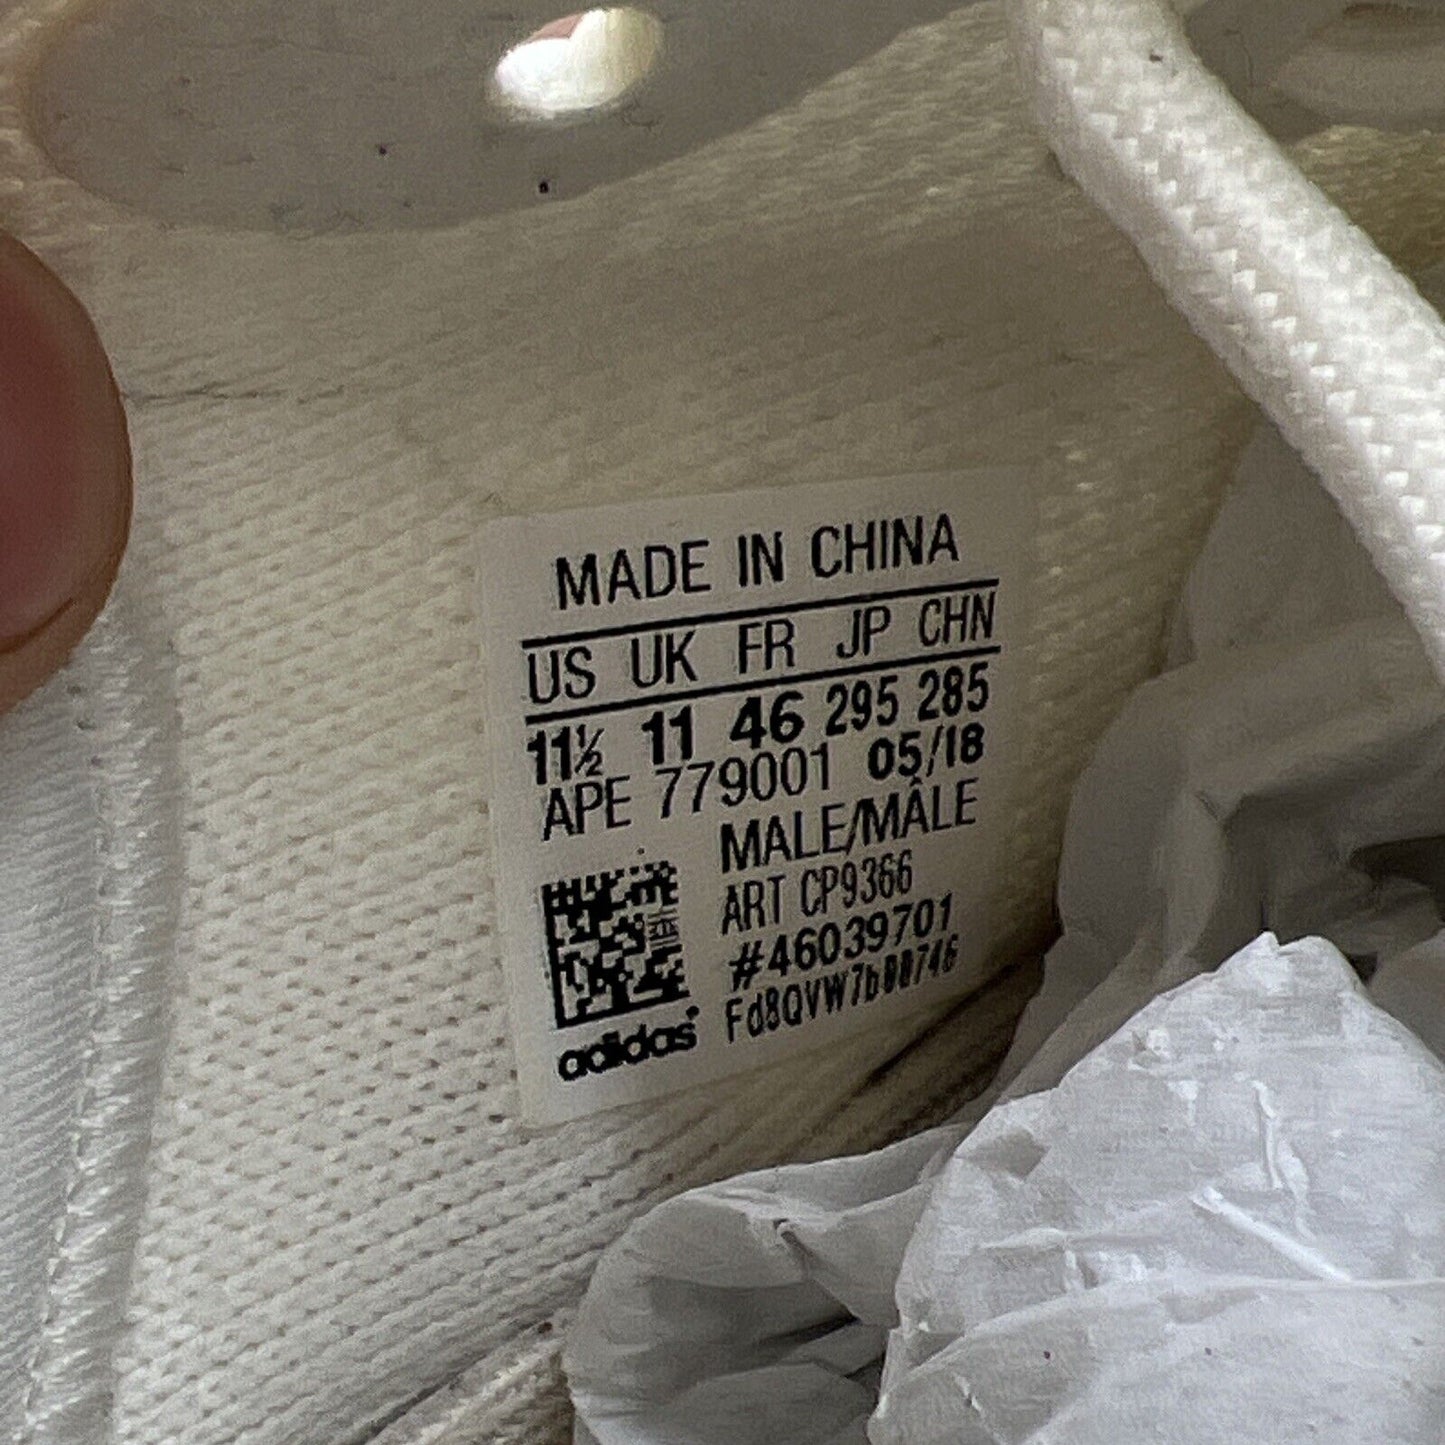 MADE IN CHINA
US UK FR JP CHN
11½ 11 46 295 285
APE 779001 05/18
MALE/MÂLE
ART CP9366
#46039701
Fd8QVW7b00746
adidas